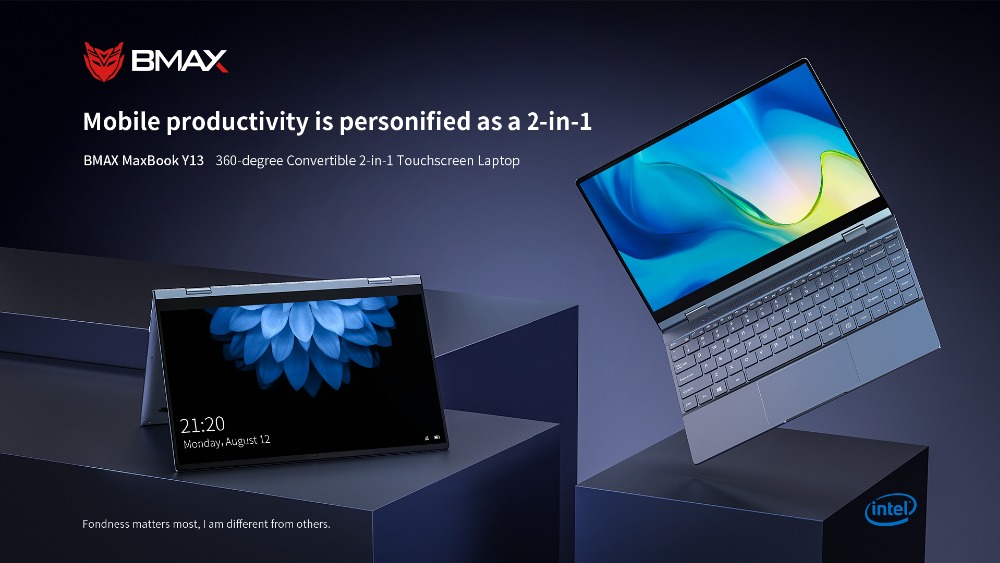 BMAX
Mobile productivity is personified as a 2-in-1
BMAX MaxBook Y13 360-degree Convertible 2-in-1 Touchscreen Laptop
21:20
Monday, August 12
Fondness matters most, I am different from others.
intel